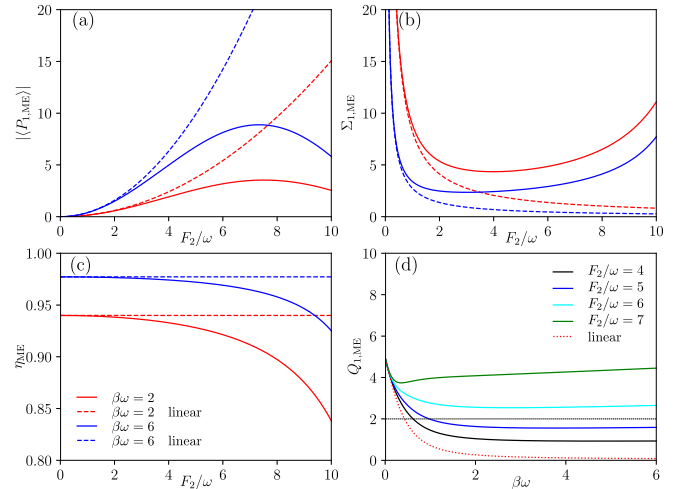 (a)
20
15
10
5
0
|⟨P₁,ME⟩|
0 2 4 6 8 10
F₂/ω
(b)
20
15
10
5
0
Σ₁,ME
0 2 4 6 8 10
F₂/ω
(c)
1.00
0.95
0.90
0.85
0.80
ηME
βω = 2
βω = 2 linear
βω = 6
βω = 6 linear
0 2 4 6 8 10
F₂/ω
(d)
10
8
6
4
2
0
Q₁,ME
F₂/ω = 4
F₂/ω = 5
F₂/ω = 6
F₂/ω = 7
linear
0 2 4 6
βω